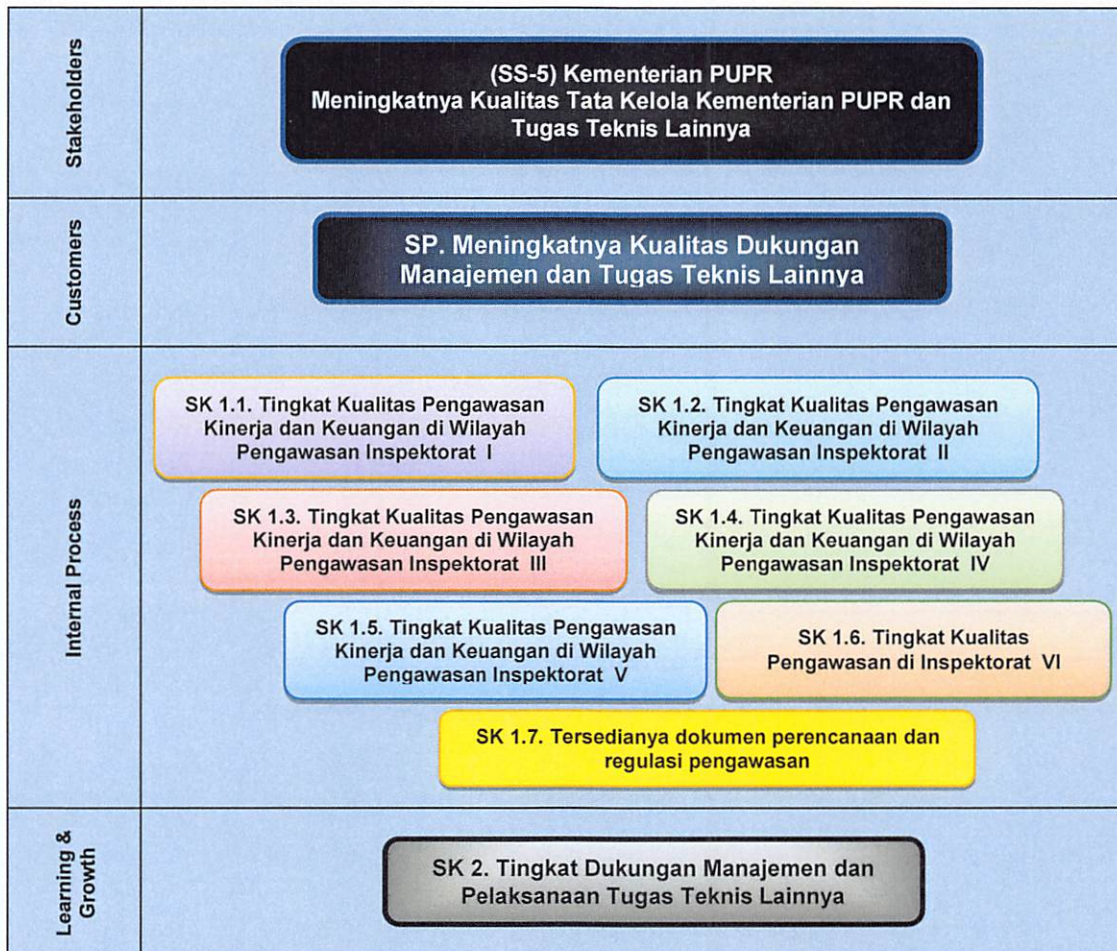 Stakeholders
(SS-5) Kementerian PUPR
Meningkatnya Kualitas Tata Kelola Kementerian PUPR dan
Tugas Teknis Lainnya
Customers
SP. Meningkatnya Kualitas Dukungan
Manajemen dan Tugas Teknis Lainnya
Internal Process
SK 1.1. Tingkat Kualitas Pengawasan
Kinerja dan Keuangan di Wilayah
Pengawasan Inspektorat I
SK 1.2. Tingkat Kualitas Pengawasan
Kinerja dan Keuangan di Wilayah
Pengawasan Inspektorat II
SK 1.3. Tingkat Kualitas Pengawasan
Kinerja dan Keuangan di Wilayah
Pengawasan Inspektorat III
SK 1.4. Tingkat Kualitas Pengawasan
Kinerja dan Keuangan di Wilayah
Pengawasan Inspektorat IV
SK 1.5. Tingkat Kualitas Pengawasan
Kinerja dan Keuangan di Wilayah
Pengawasan Inspektorat V
SK 1.6. Tingkat Kualitas
Pengawasan di Inspektorat VI
SK 1.7. Tersedianya dokumen perencanaan dan
regulasi pengawasan
Learning &
Growth
SK 2. Tingkat Dukungan Manajemen dan
Pelaksanaan Tugas Teknis Lainnya